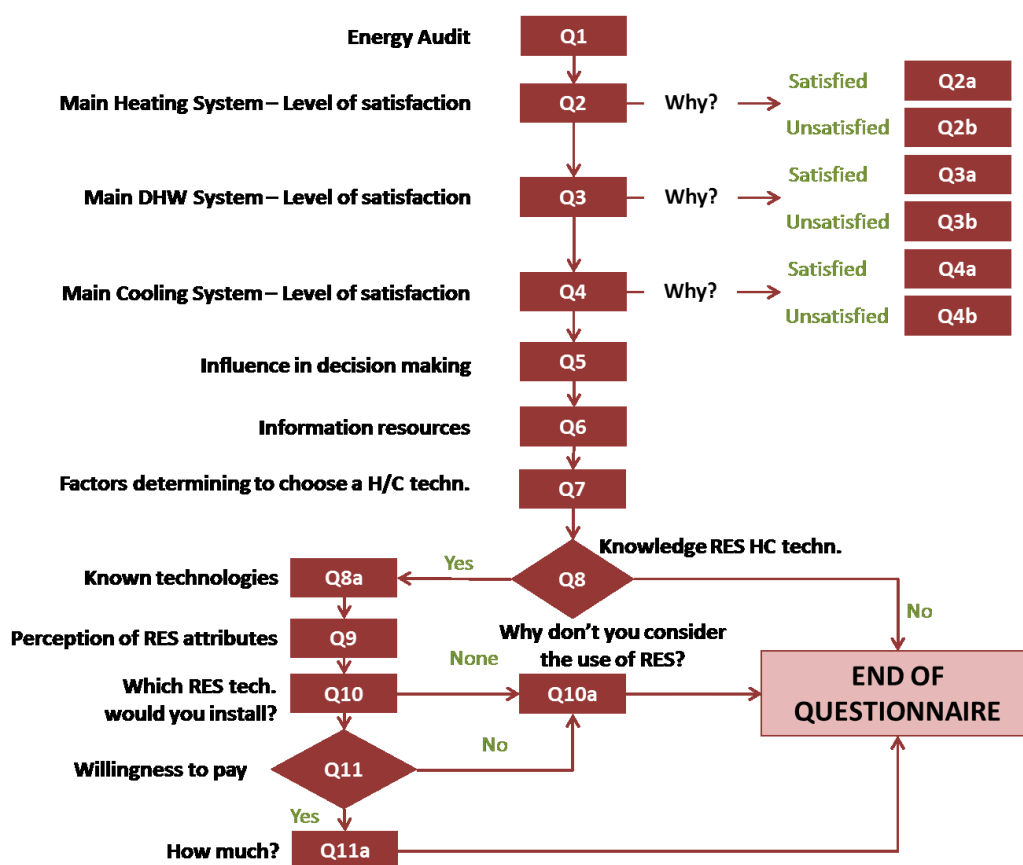 Energy Audit
Q1
Main Heating System – Level of satisfaction
Q2
Why?
Satisfied
Q2a
Unsatisfied
Q2b
Main DHW System – Level of satisfaction
Q3
Why?
Satisfied
Q3a
Unsatisfied
Q3b
Main Cooling System – Level of satisfaction
Q4
Why?
Satisfied
Q4a
Unsatisfied
Q4b
Influence in decision making
Q5
Information resources
Q6
Factors determining to choose a H/C techn.
Q7
Knowledge RES HC techn.
Q8
Yes
No
Known technologies
Q8a
Perception of RES attributes
Q9
Why don't you consider
the use of RES?
None
Which RES tech.
would you install?
Q10
Q10a
END OF
QUESTIONNAIRE
No
Willingness to pay
Q11
Yes
How much?
Q11a